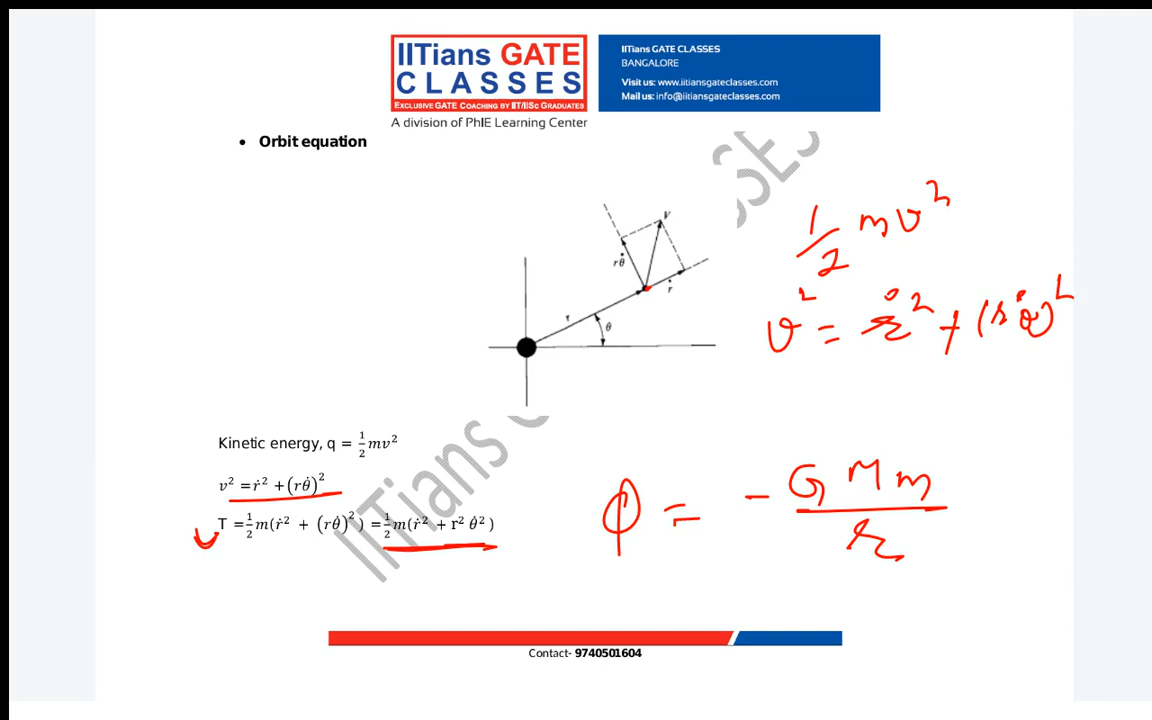 IITians GATE
CLASSES
EXCLUSIVE GATE COACHING BY IIT/IISC GRADUATES
A division of PhIE Learning Center
IITians GATE CLASSES
BANGALORE
Visit us: www.iitiansgateclasses.com
Mail us: info@iitiansgateclasses.com
• Orbit equation
V
rθ̇
ṙ
r
θ
1/2 mv²
v² = ṙ² + (rθ̇)²
Kinetic energy, q = 1/2 mv²
v² = ṙ² + (rθ̇)²
T = 1/2 m(ṙ² + (rθ̇)²) = 1/2 m(ṙ² + r² θ̇²)
ϕ = - GMm/r
Contact- 9740501604